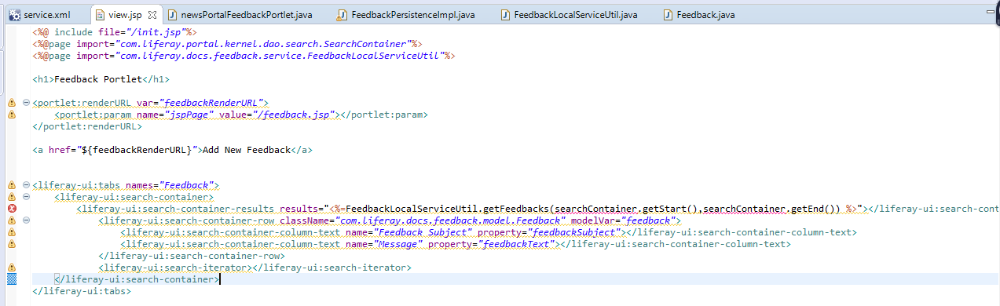 service.xml view.jsp newsPortalFeedbackPortlet.java FeedbackPersistenceImpl.java FeedbackLocalServiceUtil.java Feedback.java
<%@ include file="/init.jsp"%>
<%@page import="com.liferay.portal.kernel.dao.search.SearchContainer"%>
<%@page import="com.liferay.docs.feedback.service.FeedbackLocalServiceUtil"%>
<h1>Feedback Portlet</h1>
<portlet:renderURL var="feedbackRenderURL">
<portlet:param name="jspPage" value="/feedback.jsp"></portlet:param>
</portlet:renderURL>
<a href="${feedbackRenderURL}">Add New Feedback</a>
<liferay-ui:tabs names="Feedback">
<liferay-ui:search-container>
<liferay-ui:search-container-results results="<%=FeedbackLocalServiceUtil.getFeedbacks(searchContainer.getStart(),searchContainer.getEnd()) %>"></liferay-ui:search-cont
<liferay-ui:search-container-row className="com.liferay.docs.feedback.model.Feedback" modelVar="feedback">
<liferay-ui:search-container-column-text name="Feedback Subject" property="feedbackSubject"></liferay-ui:search-container-column-text>
<liferay-ui:search-container-column-text name="Message" property="feedbackText"></liferay-ui:search-container-column-text>
</liferay-ui:search-container-row>
<liferay-ui:search-iterator></liferay-ui:search-iterator>
</liferay-ui:search-container>
</liferay-ui:tabs>